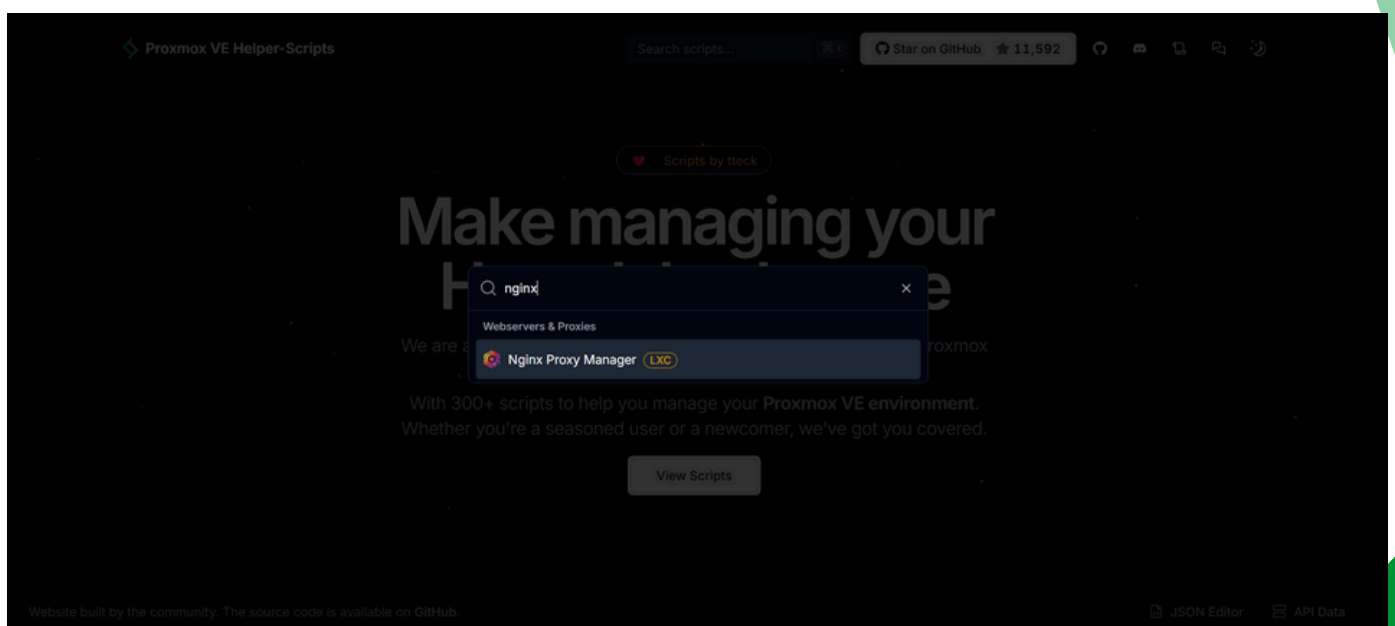 Proxmox VE Helper-Scripts
Search scripts... ⌘ K
Star on GitHub ★ 11,592
Scripts by tteck
Make managing your
nginx
Webservers & Proxies
Nginx Proxy Manager LXC
We are
roxmox
With 300+ scripts to help you manage your Proxmox VE environment.
Whether you're a seasoned user or a newcomer, we've got you covered.
View Scripts
Website built by the community. The source code is available on GitHub.
JSON Editor
API Data